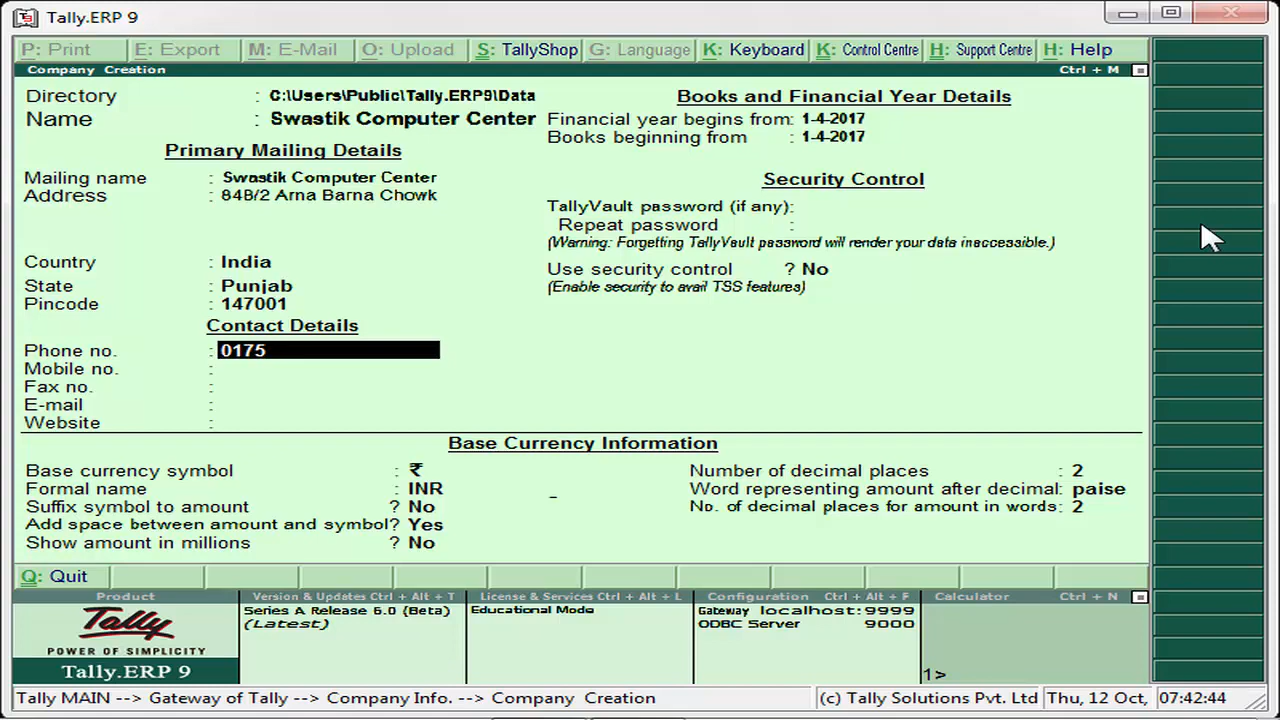 Tally.ERP 9
P: Print E: Export M: E-Mail O: Upload S: TallyShop G: Language K: Keyboard K: Control Centre H: Support Centre H: Help
Company Creation Ctrl + M
Directory : C:\Users\Public\Tally.ERP9\Data
Name : Swastik Computer Center
Primary Mailing Details
Mailing name : Swastik Computer Center
Address : 84B/2 Arna Barna Chowk
Country : India
State : Punjab
Pincode : 147001
Contact Details
Phone no. : 0175
Mobile no. :
Fax no. :
E-mail :
Website :
Books and Financial Year Details
Financial year begins from: 1-4-2017
Books beginning from : 1-4-2017
Security Control
TallyVault password (if any):
Repeat password :
(Warning: Forgetting TallyVault password will render your data inaccessible.)
Use security control ? No
(Enable security to avail TSS features)
Base Currency Information
Base currency symbol : ₹
Formal name : INR
Suffix symbol to amount ? No
Add space between amount and symbol? Yes
Show amount in millions ? No
Number of decimal places : 2
Word representing amount after decimal: paise
No. of decimal places for amount in words: 2
Q: Quit
Product
Tally
POWER OF SIMPLICITY
Tally.ERP 9
Version & Updates Ctrl + Alt + T
Series A Release 6.0 (Beta)
(Latest)
License & Services Ctrl + Alt + L
Educational Mode
Configuration Ctrl + Alt + F
Gateway localhost:9999
ODBC Server 9000
Calculator Ctrl + N
1>
Tally MAIN --> Gateway of Tally --> Company Info. --> Company Creation (c) Tally Solutions Pvt. Ltd Thu, 12 Oct, 07:42:44